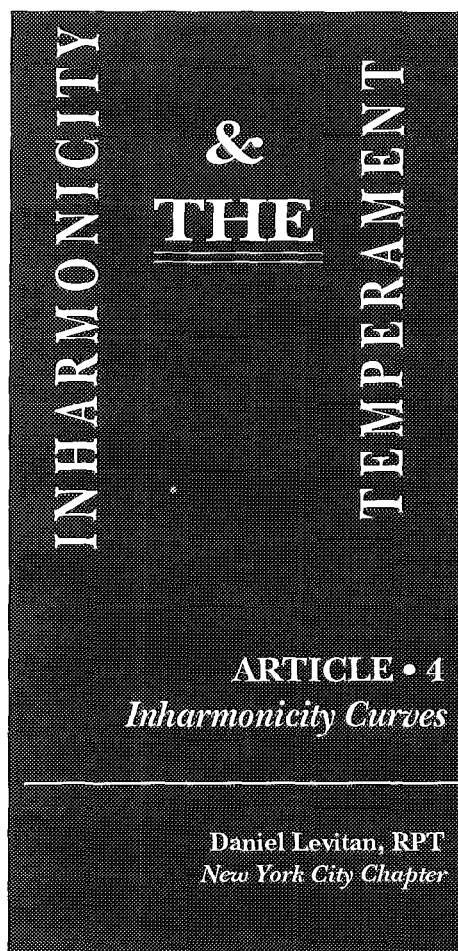 INHARMONICITY
&
THE
TEMPERAMENT
ARTICLE • 4
Inharmonicity Curves
Daniel Levitan, RPT
New York City Chapter